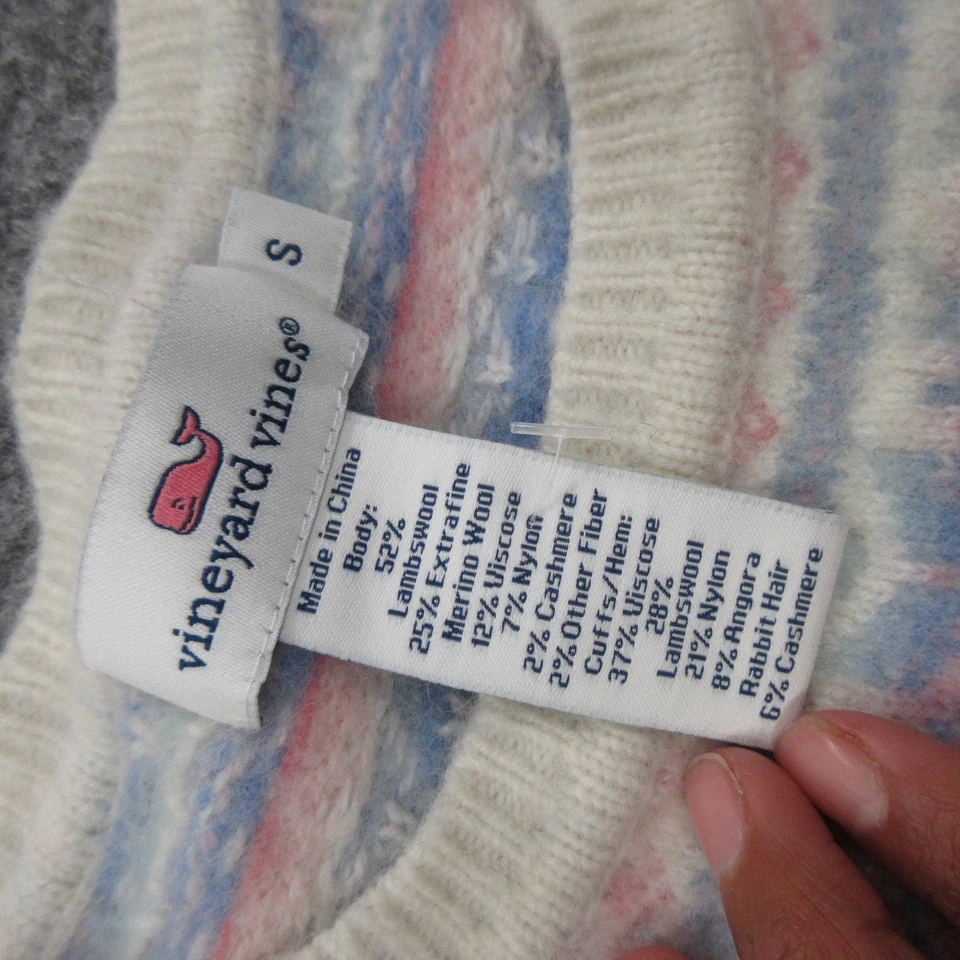 S
vineyard vines®
Made in China
Body:
52%
Lambswool
25% Extrafine
Merino Wool
12% Viscose
7% Nylon
2% Cashmere
2% Other Fiber
Cuffs/Hem:
37% Viscose
28%
Lambswool
21% Nylon
8% Angora
Rabbit Hair
6% Cashmere